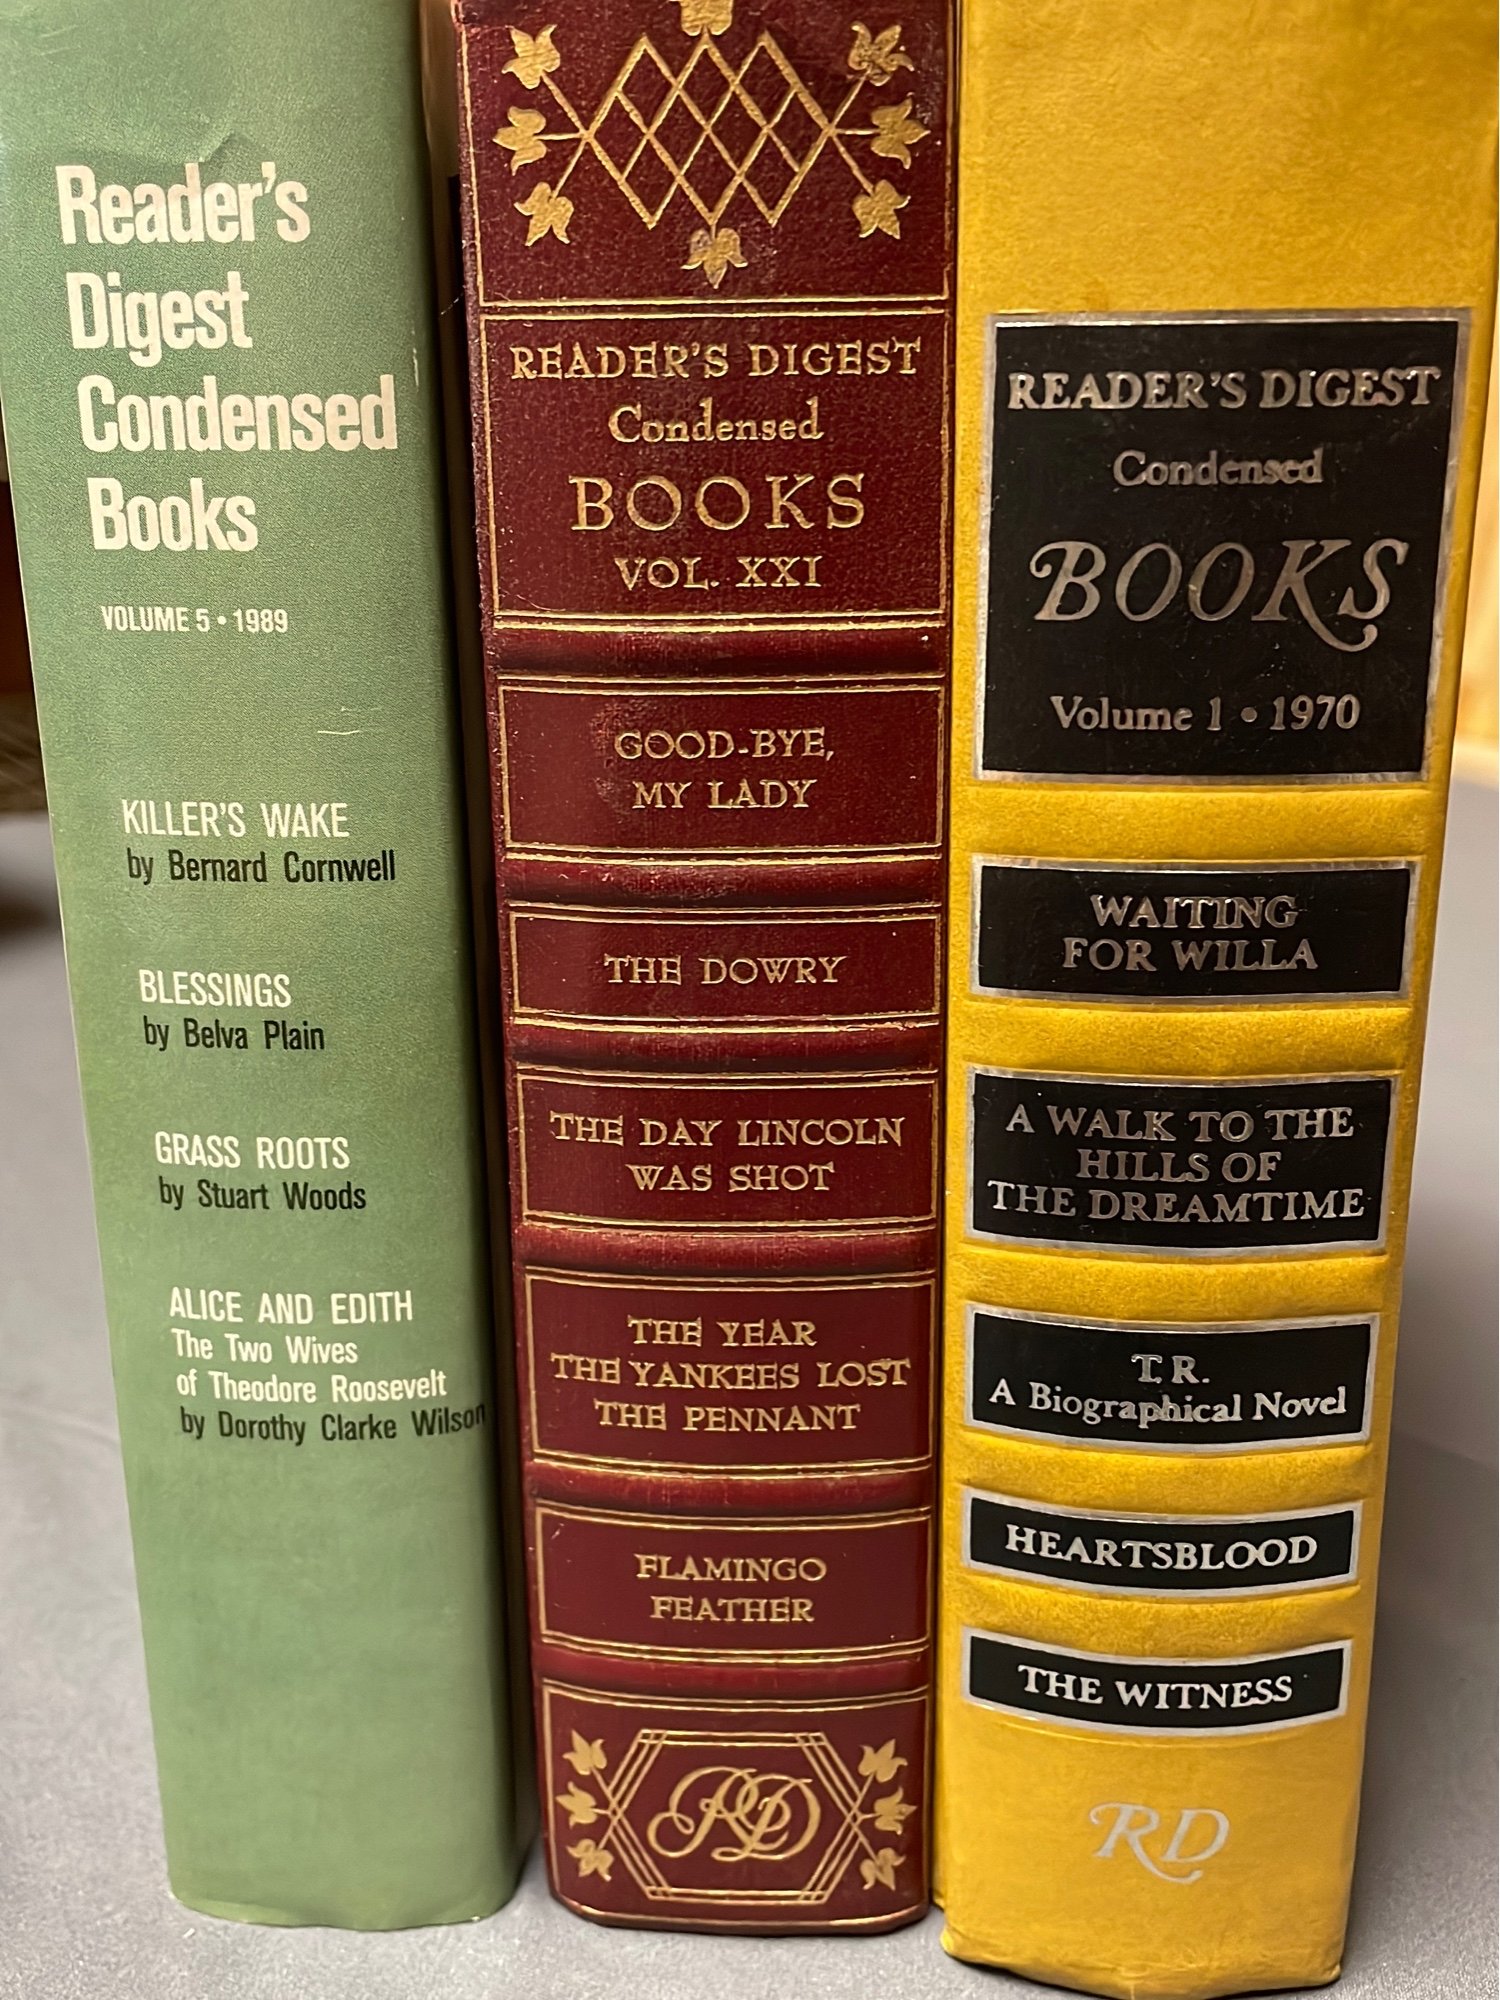 Reader's
Digest
Condensed
Books
VOLUME 5 • 1989
KILLER'S WAKE
by Bernard Cornwell
BLESSINGS
by Belva Plain
GRASS ROOTS
by Stuart Woods
ALICE AND EDITH
The Two Wives
of Theodore Roosevelt
by Dorothy Clarke Wilson
READER'S DIGEST
Condensed
BOOKS
VOL. XXI
GOOD-BYE,
MY LADY
THE DOWRY
THE DAY LINCOLN
WAS SHOT
THE YEAR
THE YANKEES LOST
THE PENNANT
FLAMINGO
FEATHER
RD
READER'S DIGEST
Condensed
BOOKS
Volume 1 • 1970
WAITING
FOR WILLA
A WALK TO THE
HILLS OF
THE DREAMTIME
T.R.
A Biographical Novel
HEARTSBLOOD
THE WITNESS
RD